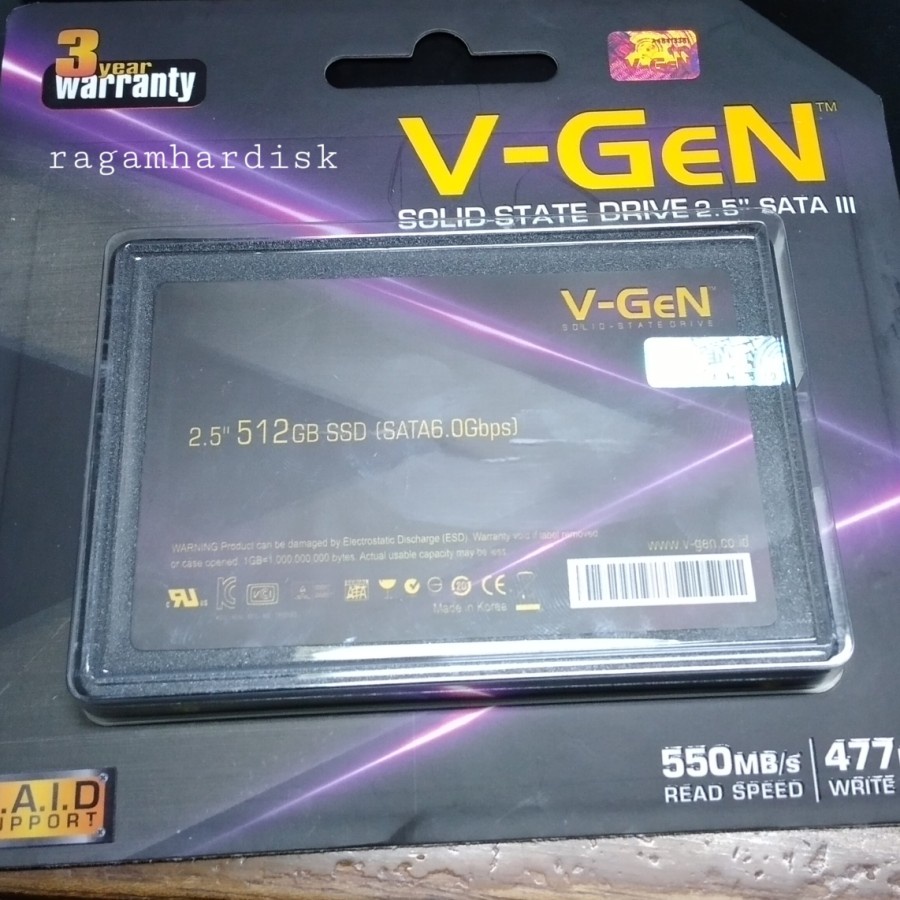 3 year
warranty
V-GeN
V-GeN™
ragamhardisk
SOLID STATE DRIVE 2.5" SATA III
V-GeN™
SOLID-STATE DRIVE
2.5" 512GB SSD (SATA6.0Gbps)
WARNING Product can be damaged by Electrostatic Discharge (ESD). Warranty void if label removed
or case opened. 1GB=1.000.000.000 bytes. Actual usable capacity may be less.
www.v-gen.co.id
Made in Korea
550MB/s
477
READ SPEED
WRITE
.A.I.D
UPPORT